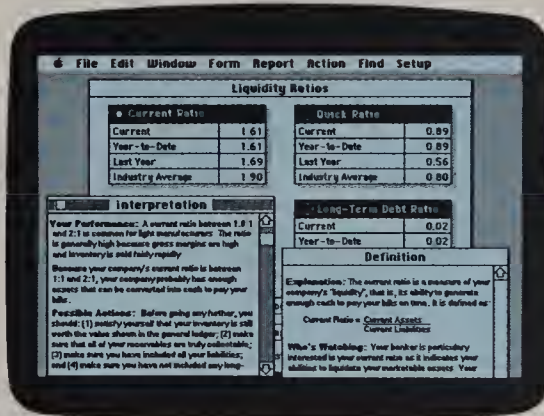 File Edit Window Form Report Action Find Setup
Liquidity Ratios
Current Ratio
Current 1.61
Year-to-Date 1.61
Last Year 1.69
Industry Average 1.90
Quick Ratio
Current 0.89
Year-to-Date 0.89
Last Year 0.56
Industry Average 0.80
Long-Term Debt Ratio
Current 0.02
Year-to-Date 0.02
Interpretation
Your Performance: A current ratio between 1.0:1
and 2:1 is common for light manufacturers. The ratio
is generally high because gross margins are high
and inventory is sold fairly rapidly.
Because your company's current ratio is between
1:1 and 2:1, your company probably has enough
assets that can be converted into cash to pay your
bills.
Possible Actions: Before going any further, you
should: (1) satisfy yourself that your inventory is still
worth the value shown in the general ledger; (2) make
sure that all of your receivables are truly collectable;
(3) make sure you have included all your liabilities;
and (4) make sure you have not included any long-
Definition
Explanation: The current ratio is a measure of your
company's "liquidity", that is, its ability to generate
enough cash to pay your bills on time. It is defined as:
Current Ratio = Current Assets
Current Liabilities
Who's Watching: Your banker is particularly
interested in your current ratio as it indicates your
abilities to liquidate your marketable assets. Your